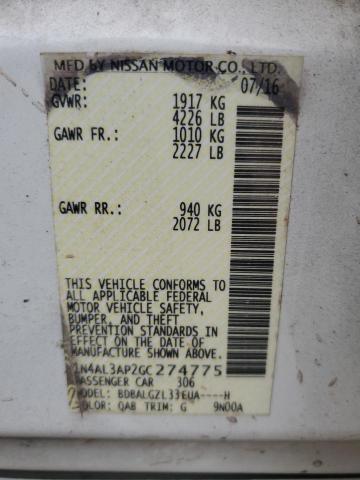 MFD BY NISSAN MOTOR CO., LTD.
DATE: 07/16
GVWR: 1917 KG
4226 LB
GAWR FR.: 1010 KG
2227 LB
GAWR RR.: 940 KG
2072 LB
THIS VEHICLE CONFORMS TO
ALL APPLICABLE FEDERAL
MOTOR VEHICLE SAFETY,
BUMPER, AND THEFT
PREVENTION STANDARDS
IN EFFECT ON THE DATE OF
MANUFACTURE SHOWN ABOVE.
1N4AL3AP2GC274775
PASSENGER CAR 306
MODEL: BDBALGZL33EUA----H
COLOR: QAB TRIM: G 9N00A